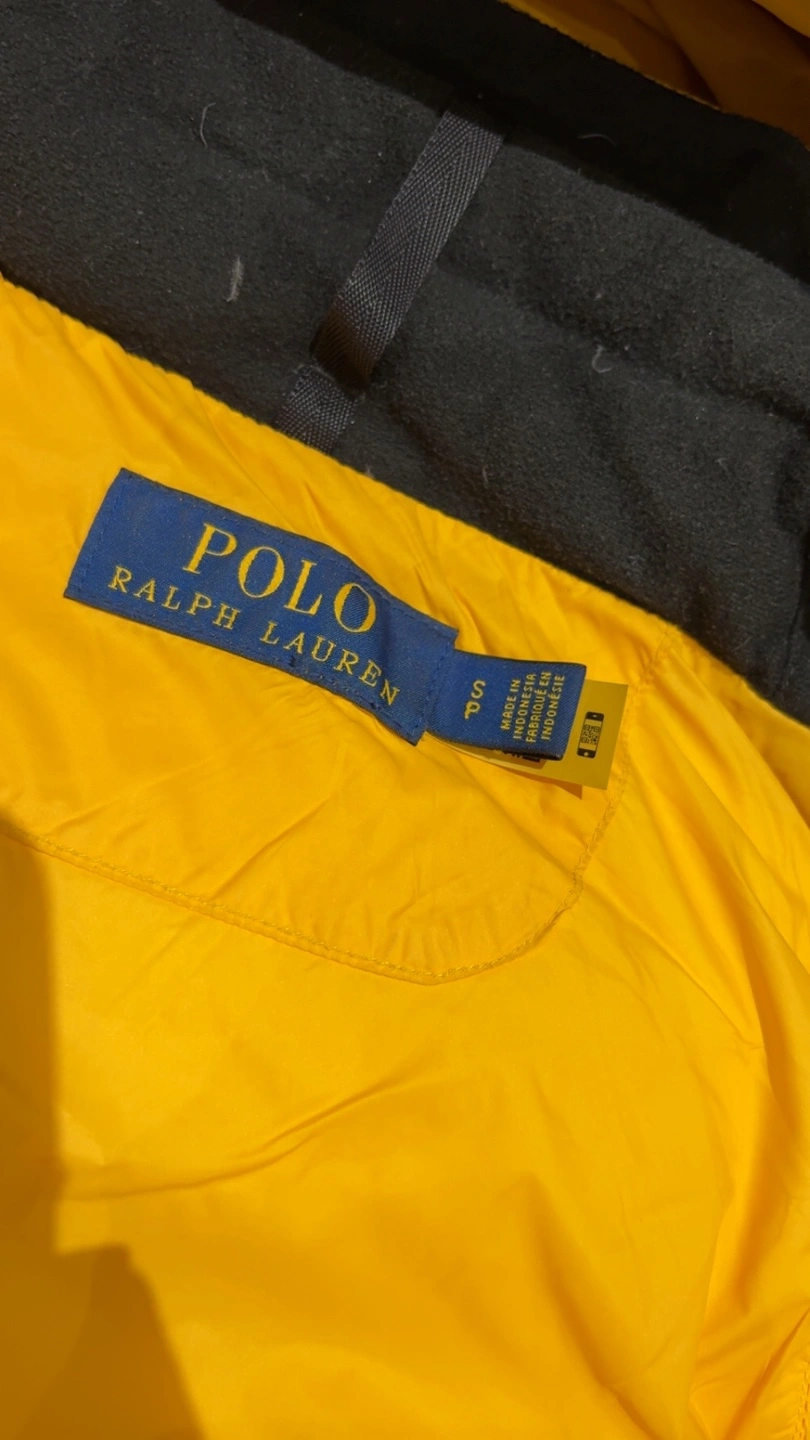 POLO
RALPH LAUREN
S
P
MADE IN
INDONESIA
FABRIQUÉ EN
INDONÉSIE